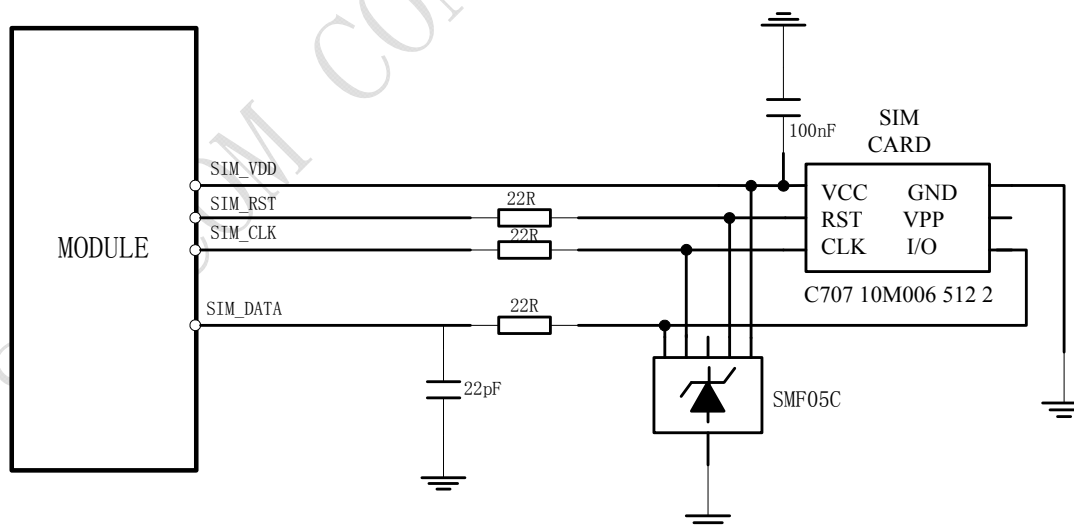 100nF
SIM
CARD
SIM_VDD
SIM_RST
SIM_CLK
SIM_DATA
MODULE
22R
22R
22R
VCC GND
RST VPP
CLK I/O
C707 10M006 512 2
22pF
SMF05C